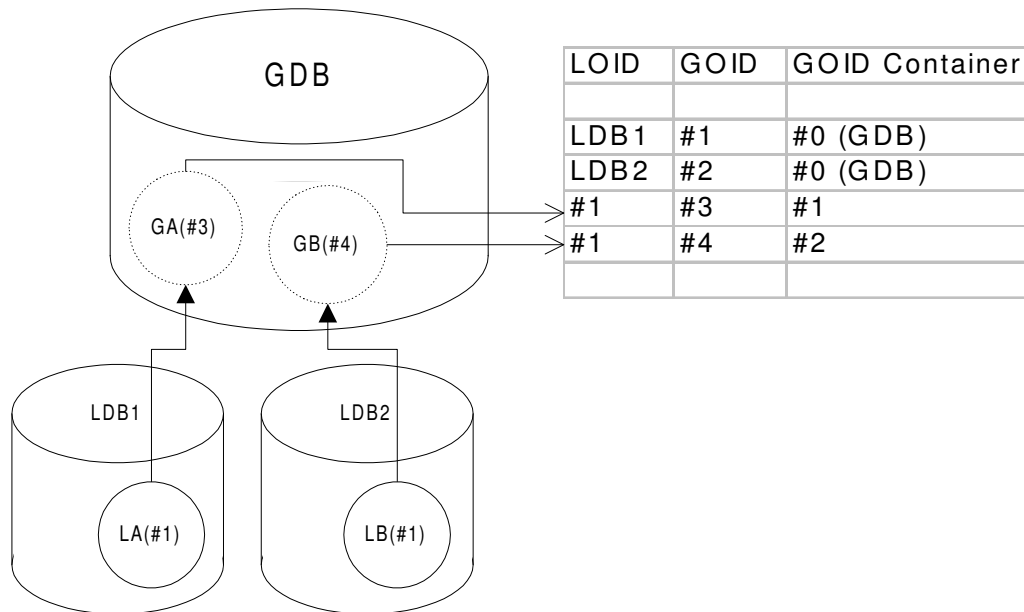 GDB
GA(#3)
GB(#4)
LDB1
LDB2
LA(#1)
LB(#1)
LOID GOID GOID Container
LDB1 #1 #0 (GDB)
LDB2 #2 #0 (GDB)
#1 #3 #1
#1 #4 #2